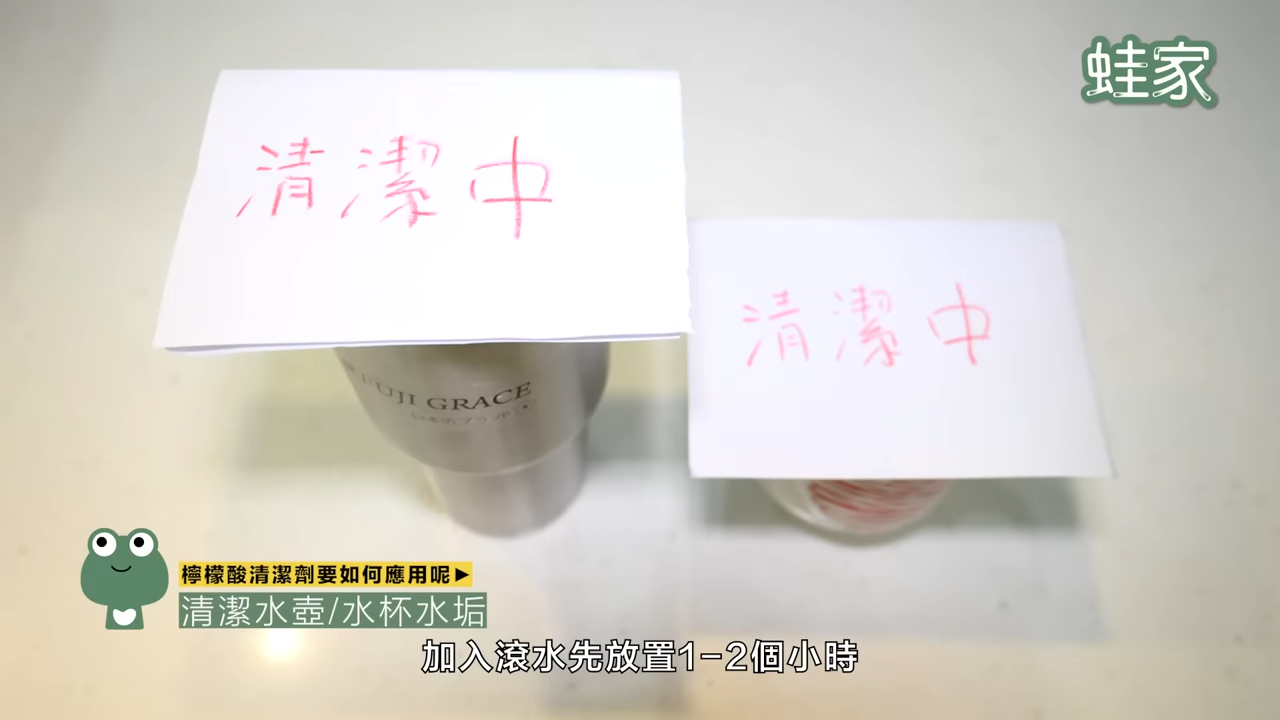 蛙家
清潔中
清潔中
FUJI GRACE
檸檬酸清潔劑要如何應用呢▶
清潔水壺/水杯水垢
加入滾水先放置1-2個小時